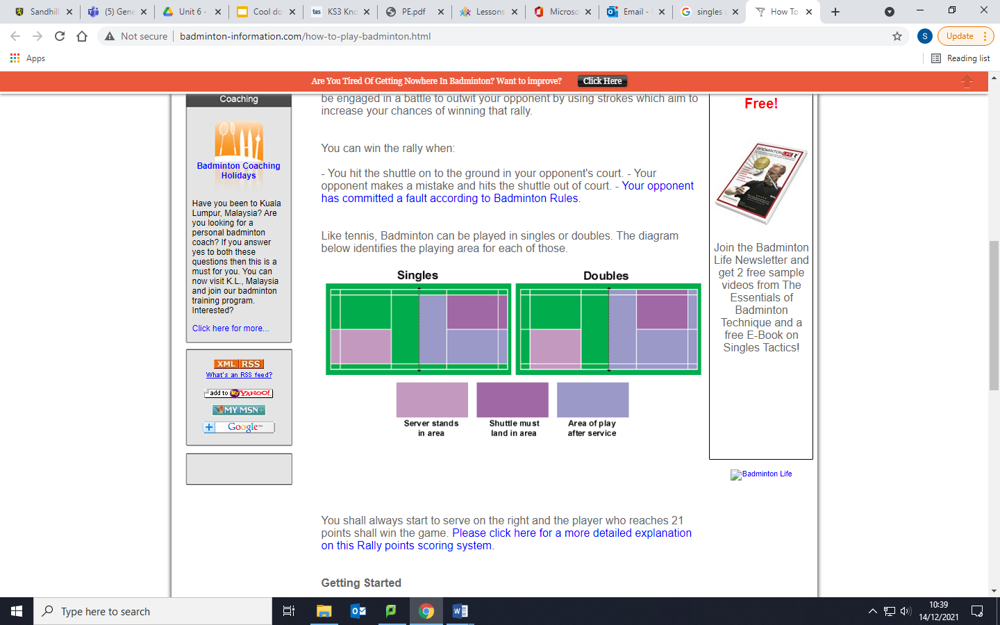 Sandhill
(5) Gene
Unit 6 -
Cool do
tes KS3 Kno
PE.pdf
Lessons
Microso
Email -
singles
How To
Not secure badminton-information.com/how-to-play-badminton.html
S
Update
Apps
Reading list
Are You Tired Of Getting Nowhere In Badminton? Want to improve? Click Here
Coaching
Badminton Coaching
Holidays
Have you been to Kuala
Lumpur, Malaysia? Are
you looking for a
personal badminton
coach? If you answer
yes to both these
questions then this is a
must for you. You can
now visit K.L., Malaysia
and join our badminton
training program.
Interested?
Click here for more...
XML RSS
What's an RSS feed?
add to My YAHOO!
MY MSN
Google™
be engaged in a battle to outwit your opponent by using strokes which aim to
increase your chances of winning that rally.
You can win the rally when:
- You hit the shuttle on to the ground in your opponent's court. - Your
opponent makes a mistake and hits the shuttle out of court. - Your opponent
has committed a fault according to Badminton Rules.
Like tennis, Badminton can be played in singles or doubles. The diagram
below identifies the playing area for each of those.
Singles
Doubles
Server stands
in area
Shuttle must
land in area
Area of play
after service
You shall always start to serve on the right and the player who reaches 21
points shall win the game. Please click here for a more detailed explanation
on this Rally points scoring system.
Getting Started
Free!
BADMINTON LIFE
Join the Badminton
Life Newsletter and
get 2 free sample
videos from The
Essentials of
Badminton
Technique and a
free E-Book on
Singles Tactics!
Badminton Life
Type here to search
10:39
14/12/2021